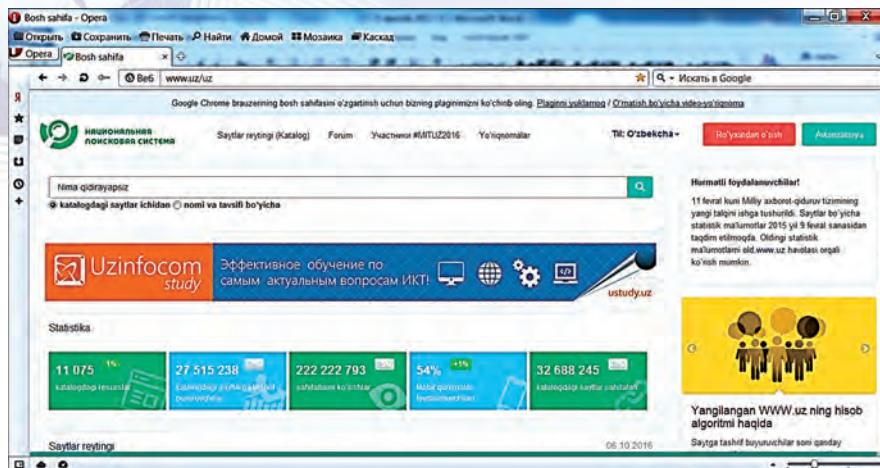 Bosh sahifa - Opera
Открыть Сохранить Печать Найти Домой Мозаика Каскад
Opera Bosh sahifa
Веб www.uz/uz Искать в Google
Google Chrome brauzerining bosh sahifasini o'zgartirish uchun bizning plaginimizni ko'chirib oling. Plaginni yuklamoq / O'rnatish bo'yicha video-yo'riqnoma
НАЦИОНАЛЬНАЯ
ПОИСКОВАЯ СИСТЕМА
Saytlar reytingi (Katalog) Forum Участники #MITUZ2016 Yo'riqnomalar Til: O'zbekcha Ro'yxatdan o'tish Avtorizatsiya
Nima qidirayapsiz
katalogdagi saytlar ichidan nomi va tavsifi bo'yicha
Hurmatli foydalanuvchilar!
11 fevral kuni Milliy axborot-qidiruv tizimining
yangi talqini ishga tushurildi. Saytlar bo'yicha
statistik ma'lumotlar 2015 yil 9 fevral sanasidan
taqdim etilmoqda. Oldingi statistik
ma'lumotlarni old.www.uz havolasi orqali
ko'rish mumkin.
Uzinfocom
study
Эффективное обучение по
самым актуальным вопросам ИКТ!
ustudy.uz
Statistika
11 075
katalogdagi resurslar
27 515 238
222 222 793
sahifalarni ko'rishlar
54% +1%
32 688 245
katalogdagi saytlar sahifalari
Yangilangan WWW.uz ning hisob
algoritmi haqida
Saytga tashrif buyuruvchilar soni qanday
Saytlar reytingi 06.10.2016